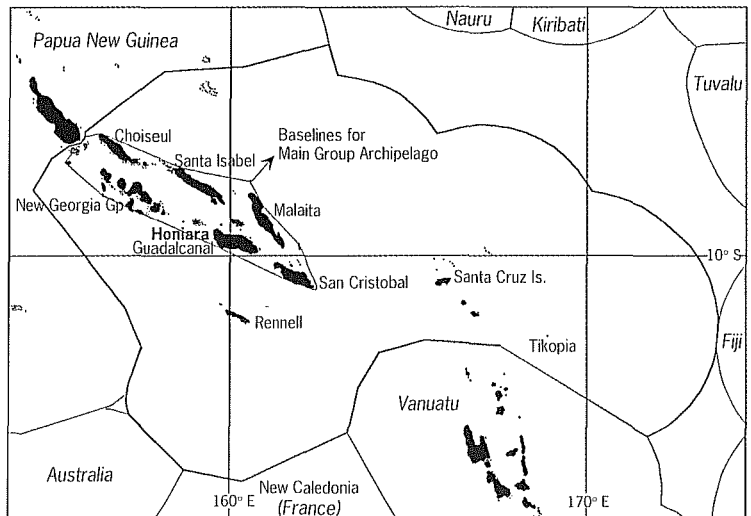 Nauru
Kiribati
Papua New Guinea
Tuvalu
Choiseul
Baselines for
Main Group Archipelago
Santa Isabel
New Georgia Gp
Malaita
Honiara
Guadalcanal
10° S
San Cristobal
Santa Cruz Is.
Rennell
Tikopia
Fiji
Vanuatu
Australia
New Caledonia
(France)
160° E
170° E